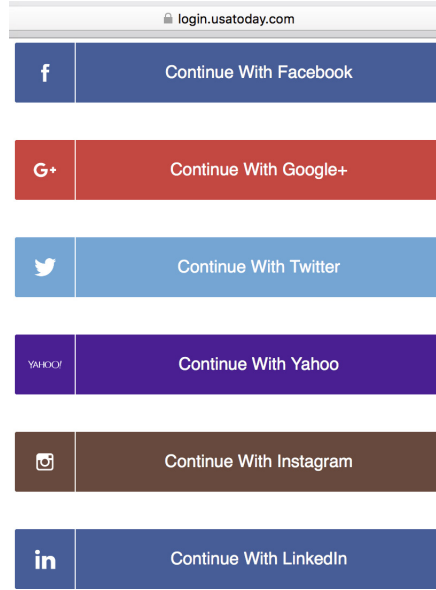 login.usatoday.com
f Continue With Facebook
G+ Continue With Google+
Continue With Twitter
YAHOO! Continue With Yahoo
Continue With Instagram
in Continue With LinkedIn